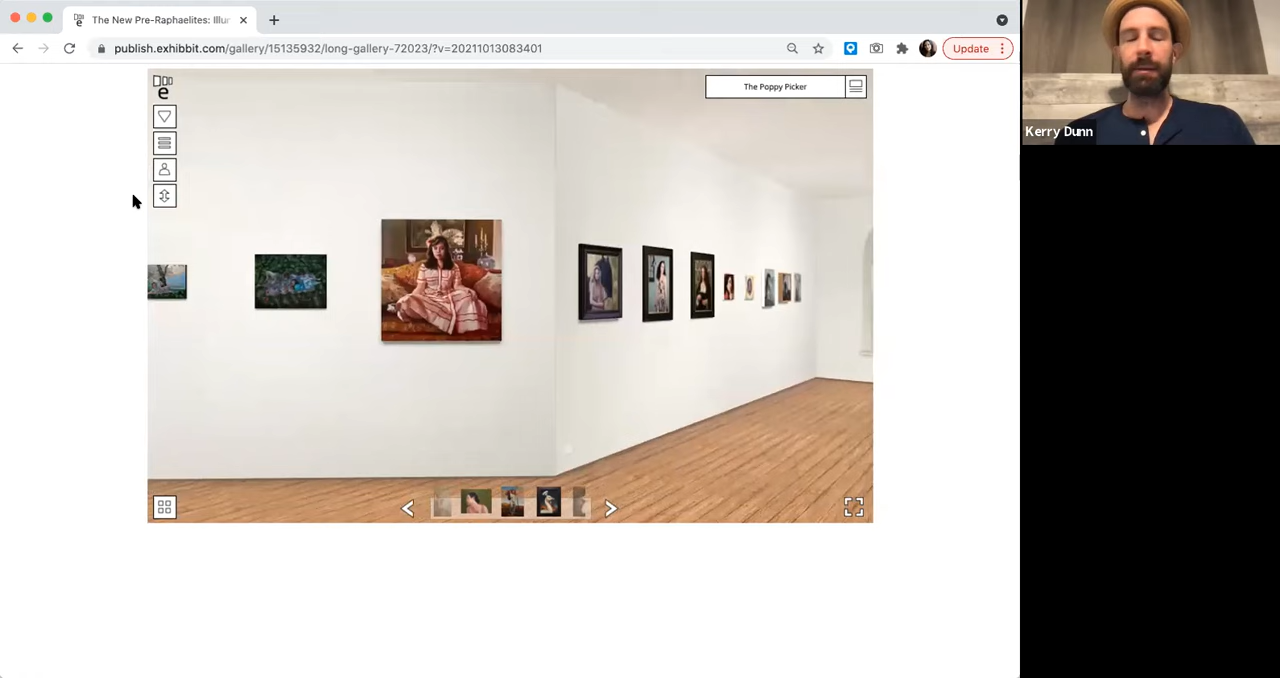 The New Pre-Raphaelites: Illur
publish.exhibbit.com/gallery/15135932/long-gallery-72023/?v=20211013083401
Update
e
The Poppy Picker
Kerry Dunn